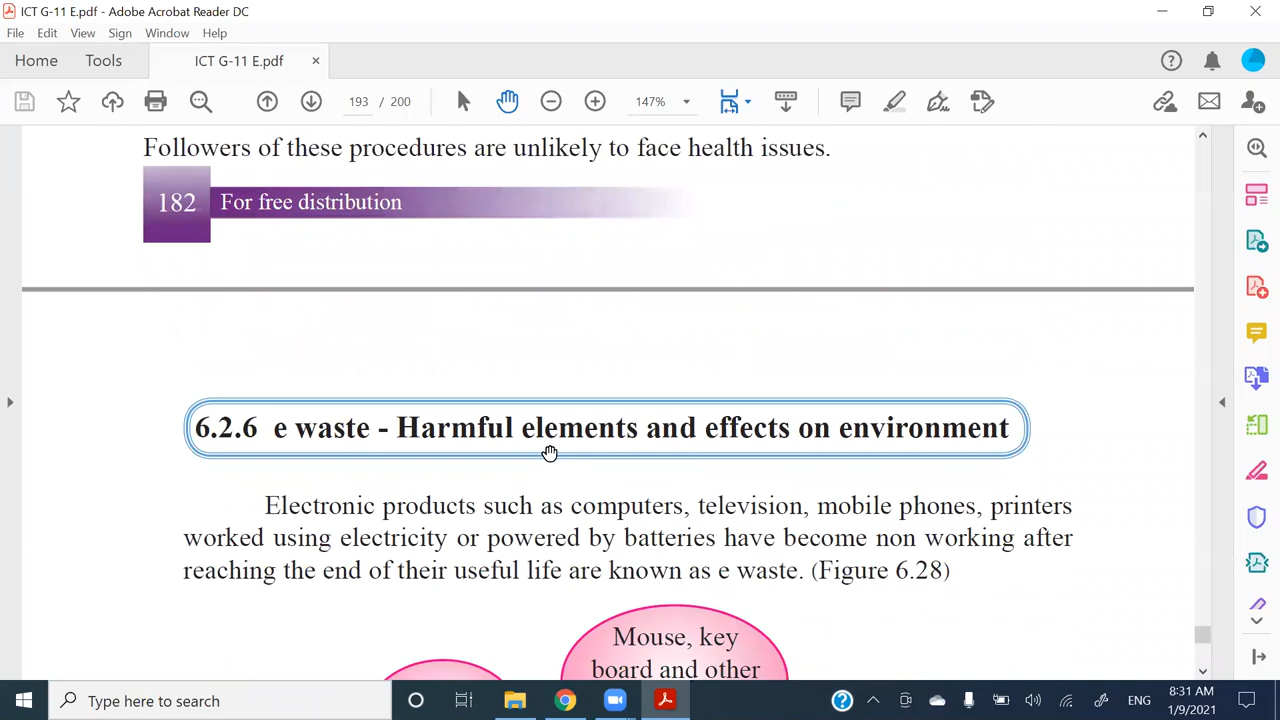 ICT G-11 E.pdf - Adobe Acrobat Reader DC
File Edit View Sign Window Help
Home Tools ICT G-11 E.pdf ×
193 / 200 147%
Followers of these procedures are unlikely to face health issues.
182 For free distribution
6.2.6 e waste - Harmful elements and effects on environment
Electronic products such as computers, television, mobile phones, printers
worked using electricity or powered by batteries have become non working after
reaching the end of their useful life are known as e waste. (Figure 6.28)
Mouse, key
board and other
Type here to search
ENG
8:31 AM
1/9/2021